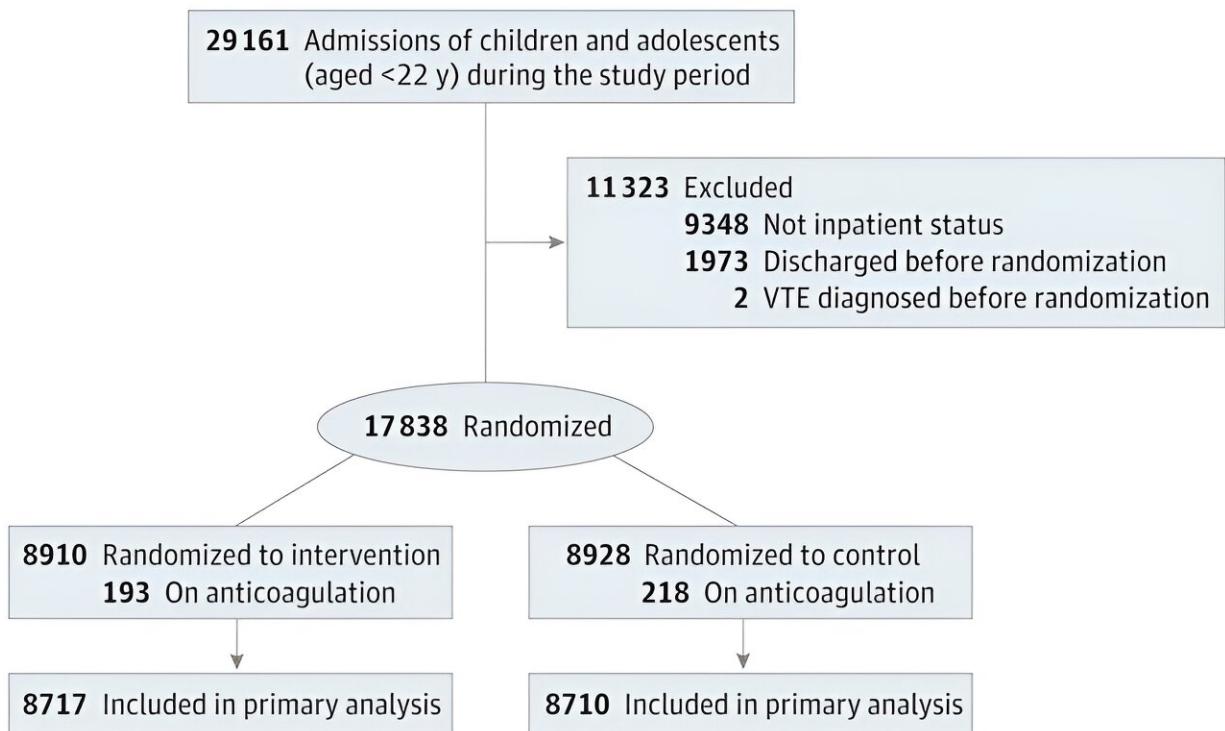 29161 Admissions of children and adolescents
(aged <22 y) during the study period
11323 Excluded
9348 Not inpatient status
1973 Discharged before randomization
2 VTE diagnosed before randomization
17838 Randomized
8910 Randomized to intervention
193 On anticoagulation
8928 Randomized to control
218 On anticoagulation
8717 Included in primary analysis
8710 Included in primary analysis